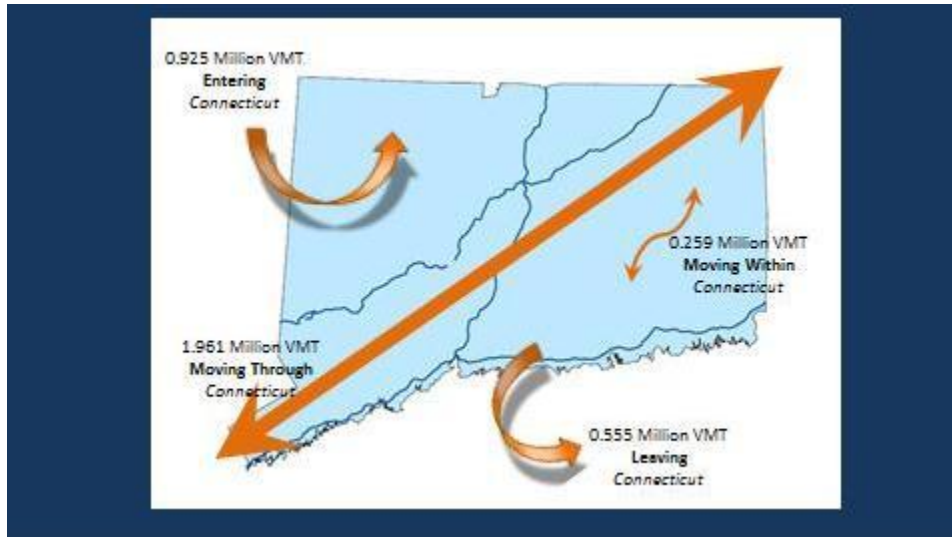 0.925 Million VMT
Entering
Connecticut
0.259 Million VMT
Moving Within
Connecticut
1.961 Million VMT
Moving Through
Connecticut
0.555 Million VMT
Leaving
Connecticut